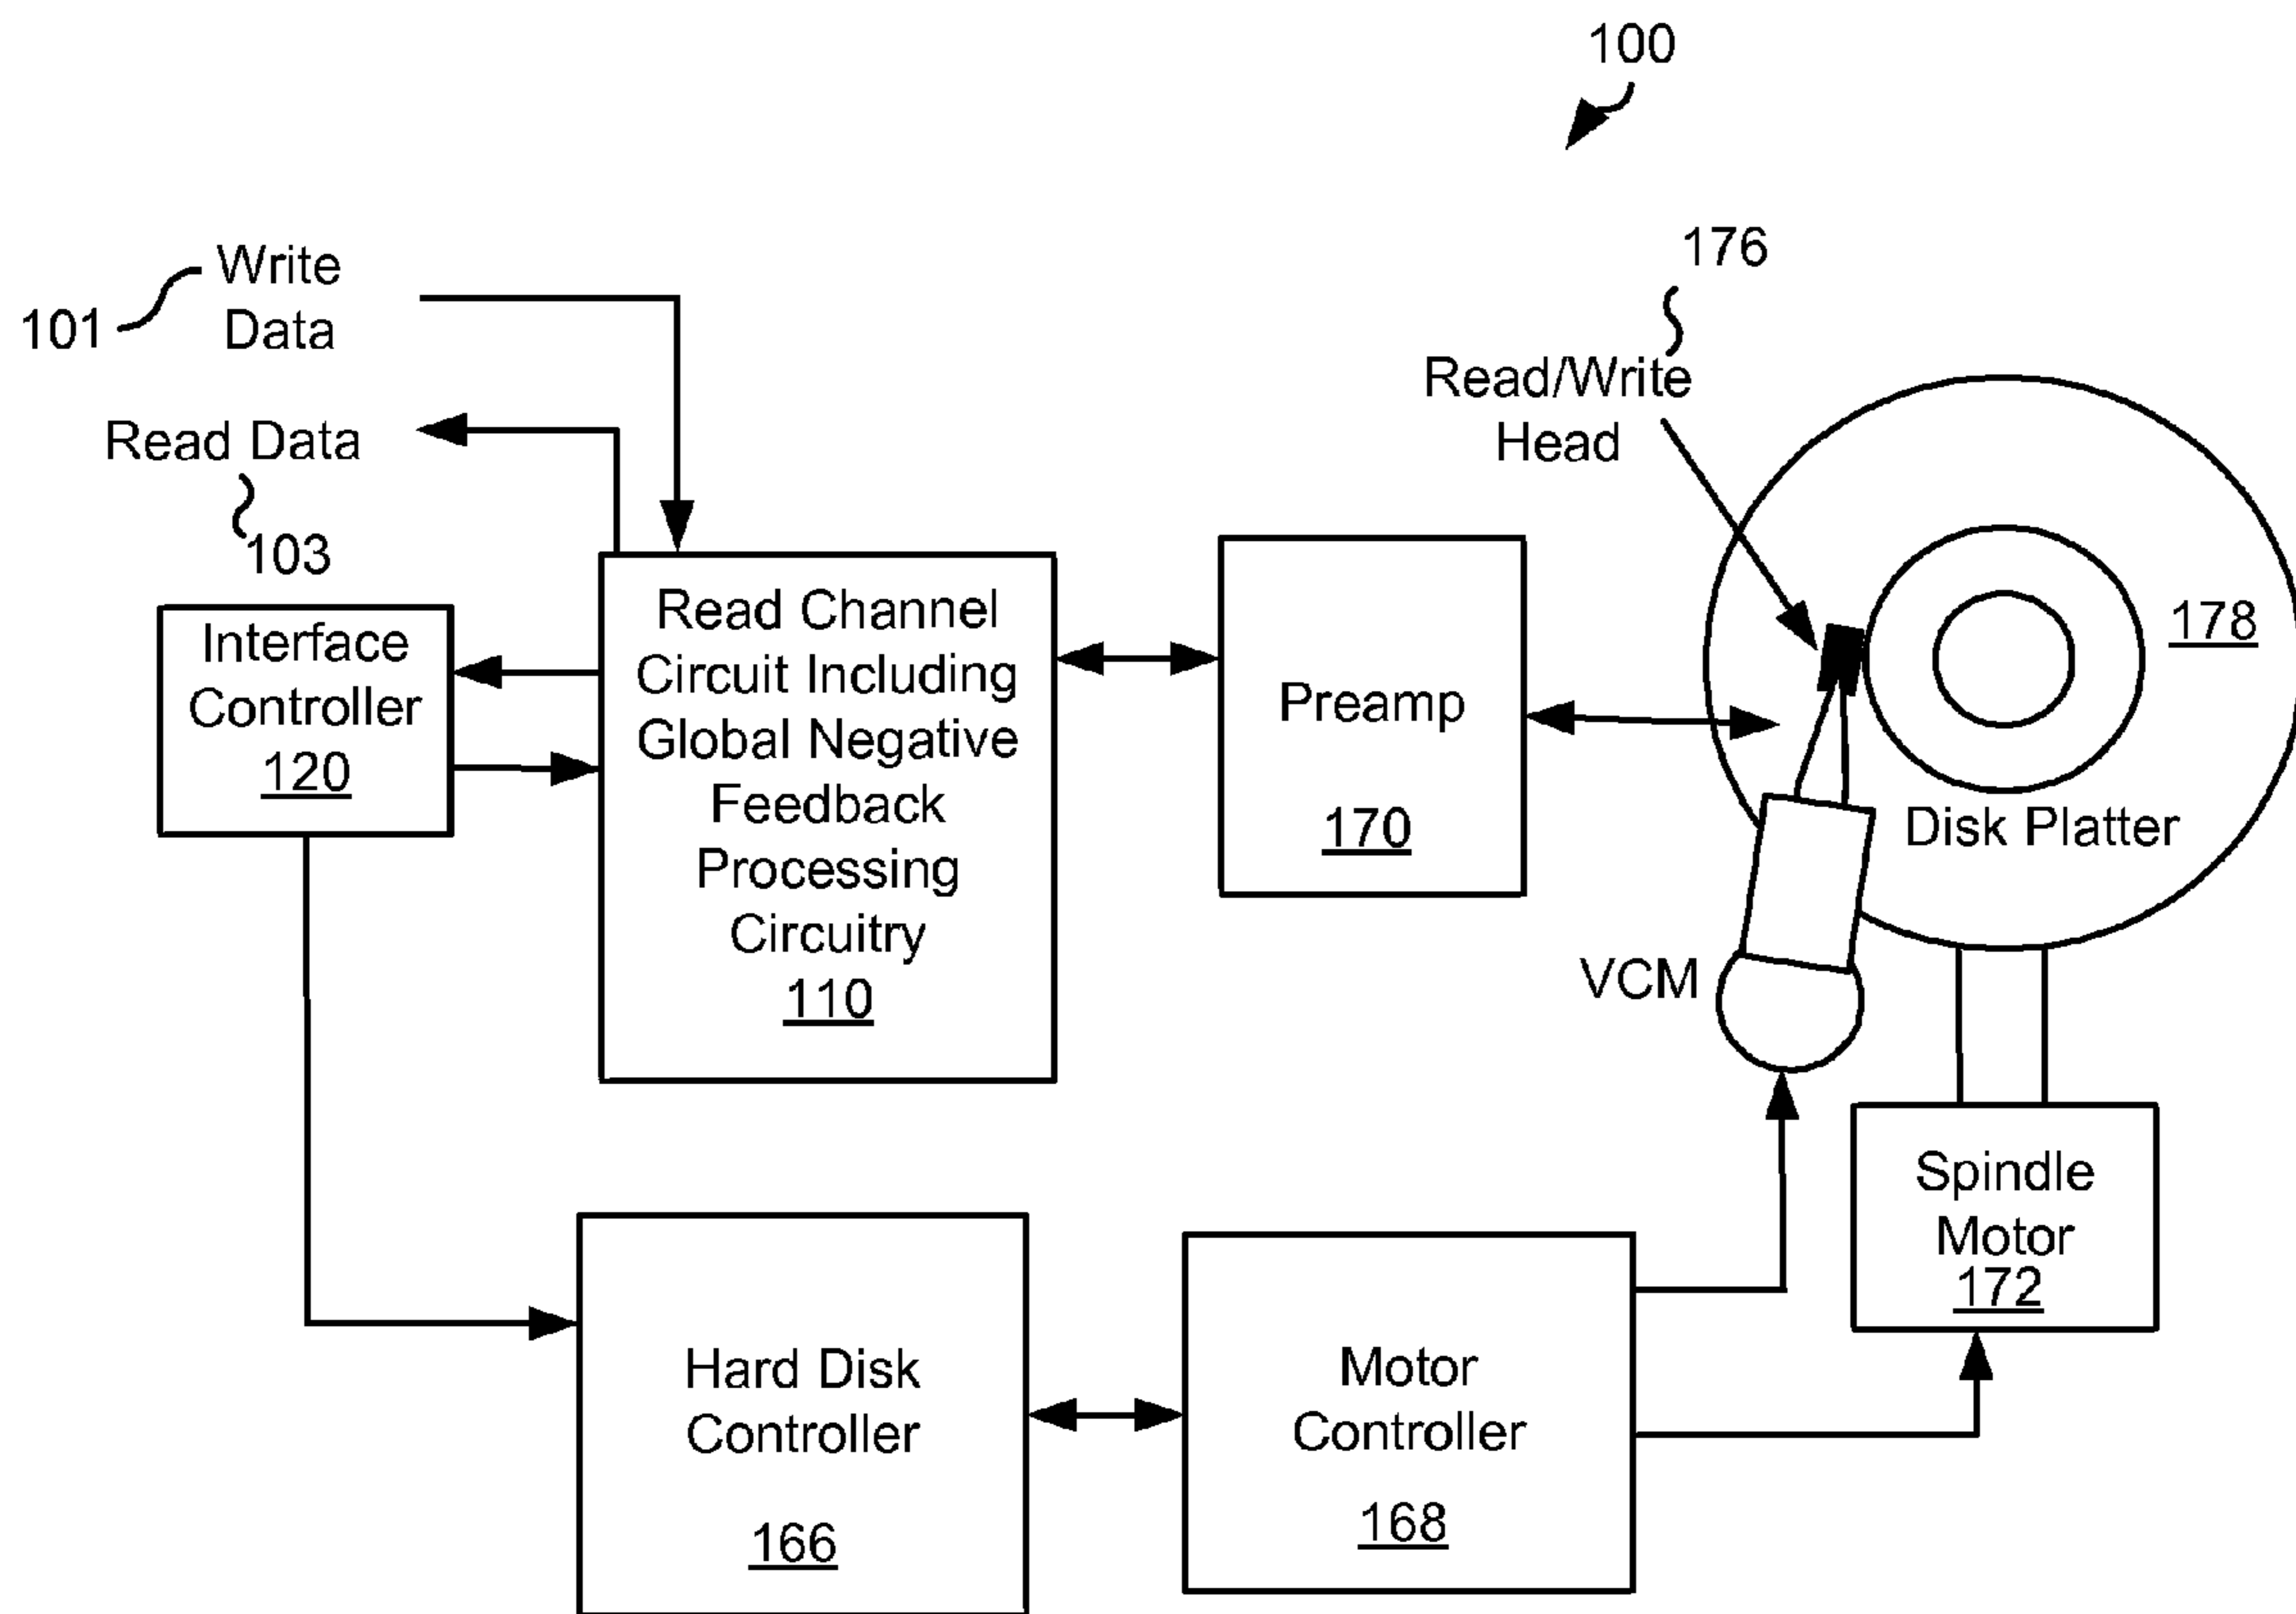 100
176
Write
Data
101
Read/Write
Head
Read Data
103
Interface
Controller
120
Read Channel
Circuit Including
Global Negative
Feedback
Processing
Circuitry
110
Preamp
170
178
Disk Platter
VCM
Spindle
Motor
172
Hard Disk
Controller
166
Motor
Controller
168